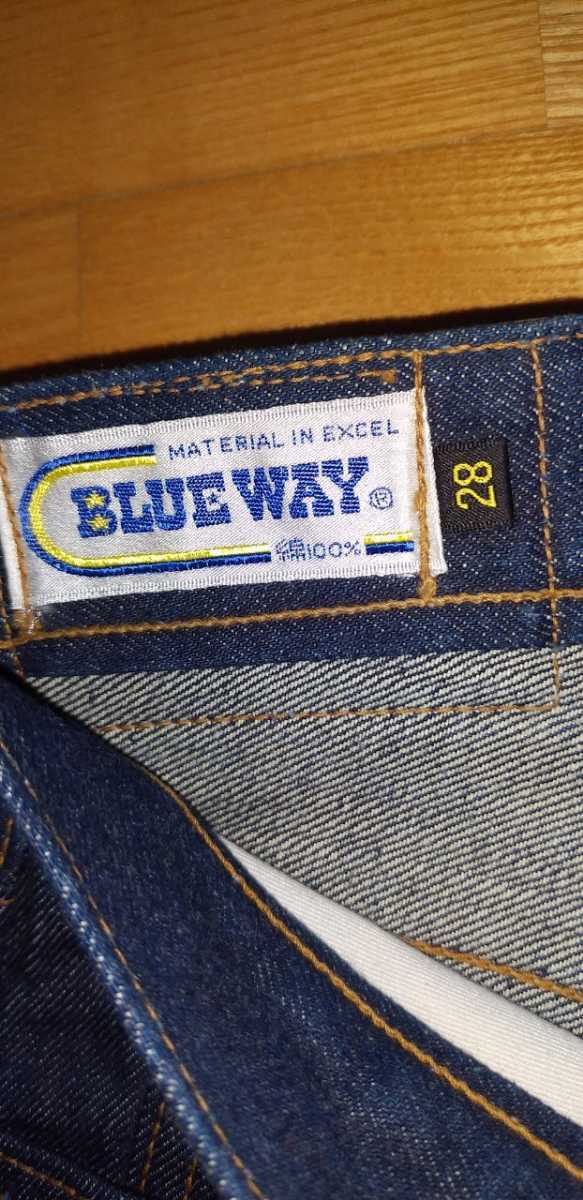 MATERIAL IN EXCEL
BLUE WAY ®
綿100%
28